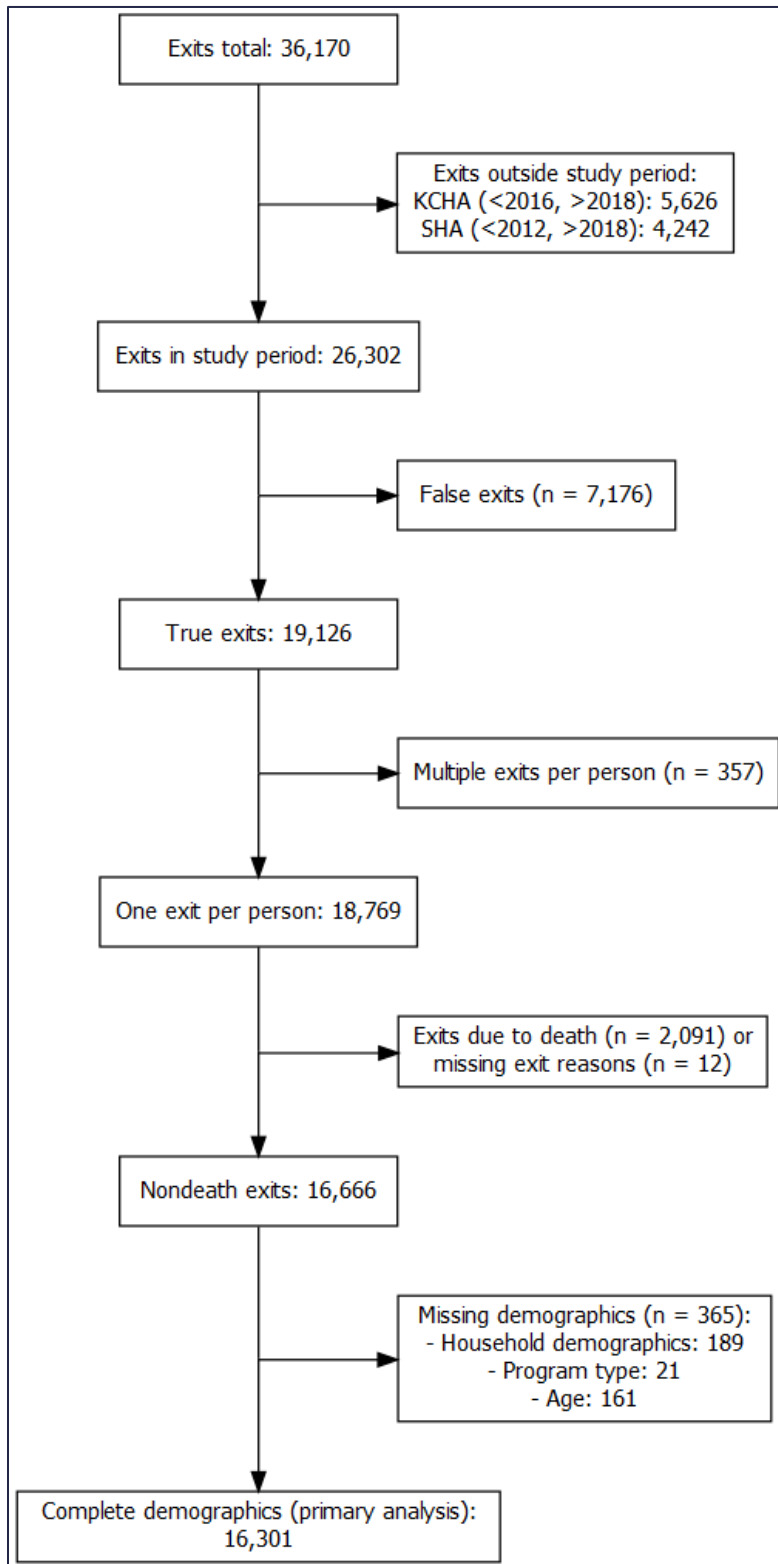 Exits total: 36,170
Exits outside study period:
KCHA (<2016, >2018): 5,626
SHA (<2012, >2018): 4,242
Exits in study period: 26,302
False exits (n = 7,176)
True exits: 19,126
Multiple exits per person (n = 357)
One exit per person: 18,769
Exits due to death (n = 2,091) or
missing exit reasons (n = 12)
Nondeath exits: 16,666
Missing demographics (n = 365):
- Household demographics: 189
- Program type: 21
- Age: 161
Complete demographics (primary analysis):
16,301